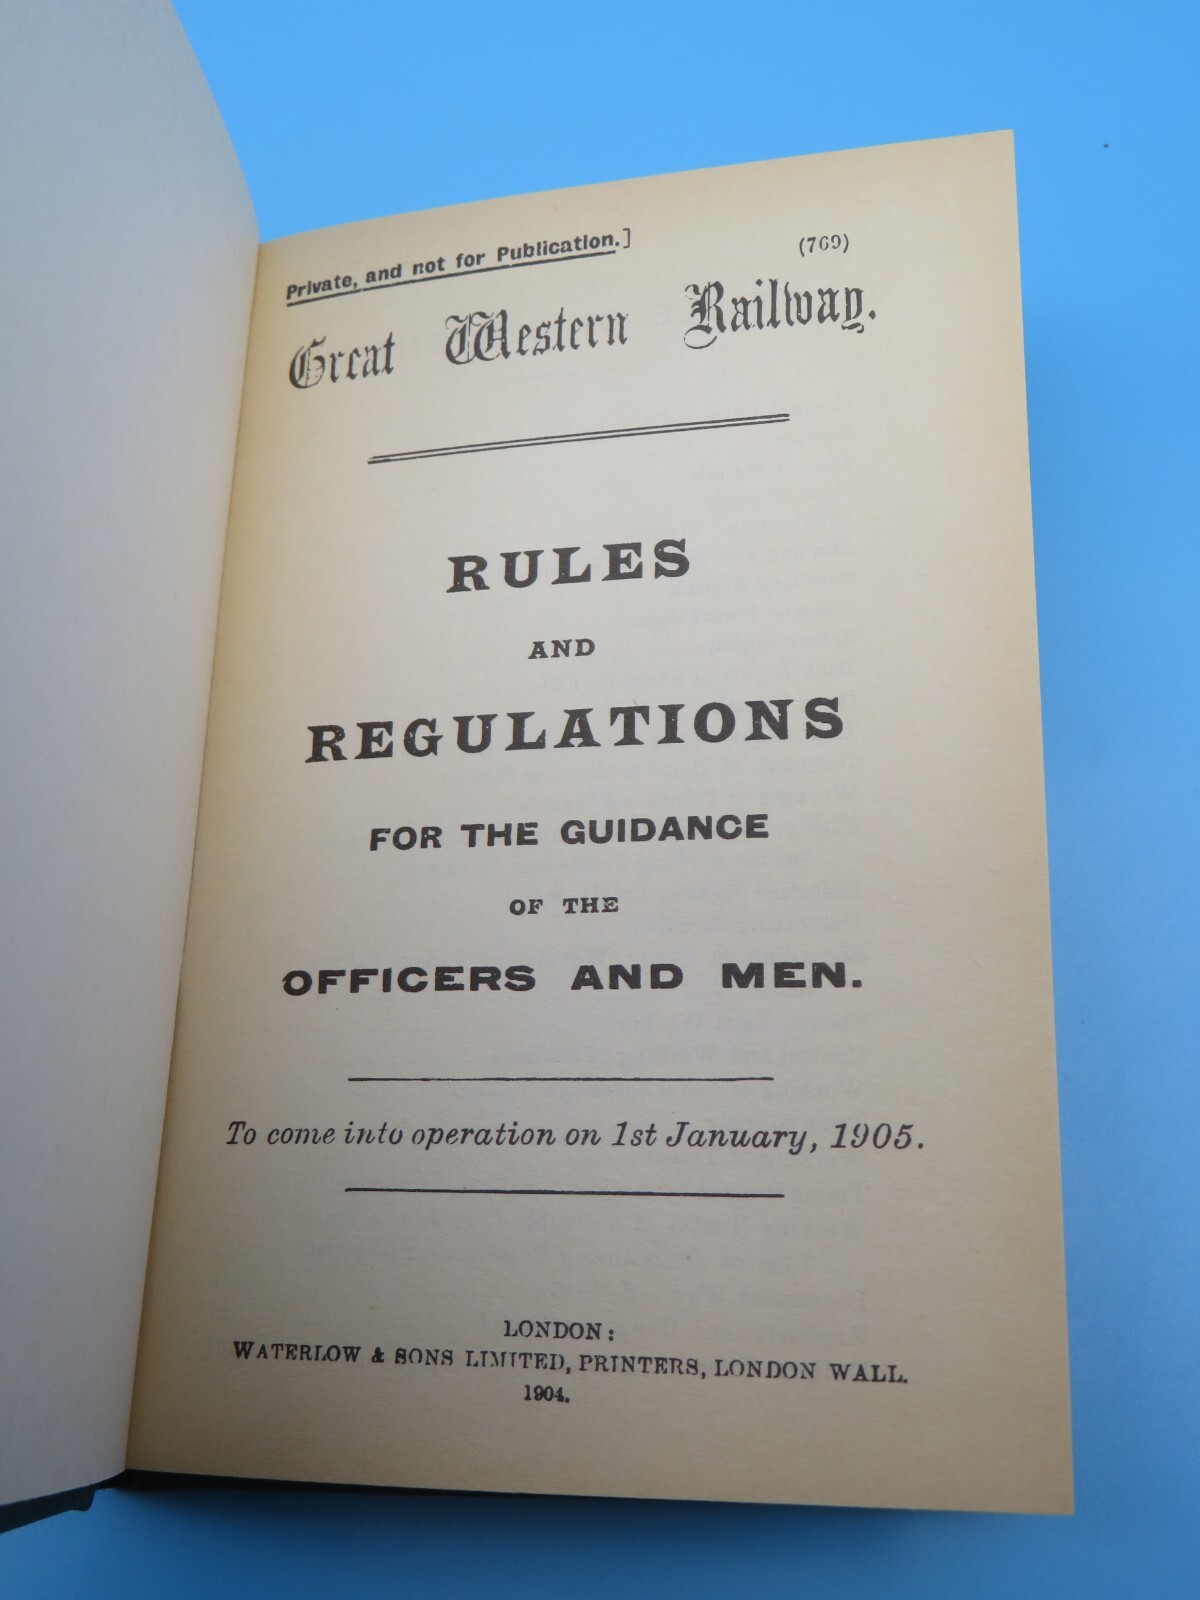 Private, and not for Publication.]
(769)
Great Western Railway.
RULES
AND
REGULATIONS
FOR THE GUIDANCE
OF THE
OFFICERS AND MEN.
To come into operation on 1st January, 1905.
LONDON:
WATERLOW & SONS LIMITED, PRINTERS, LONDON WALL.
1904.